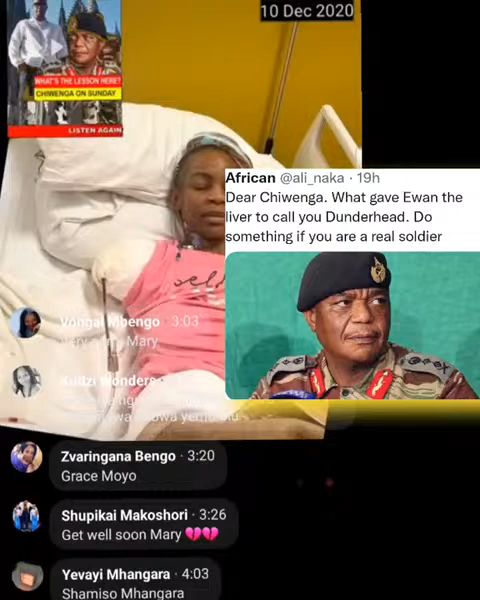 10 Dec 2020
WHAT'S THE LESSON HERE?
CHIWENGA ON SUNDAY
LISTEN AGAIN
African @ali_naka · 19h
Dear Chiwenga. What gave Ewan the
liver to call you Dunderhead. Do
something if you are a real soldier
Vongai Mbengo · 3:03
Mary
Kudzi Wonders
Zvaringana Bengo · 3:20
Grace Moyo
Shupikai Makoshori · 3:26
Get well soon Mary 💔💔
Yevayi Mhangara · 4:03
Shamiso Mhangara